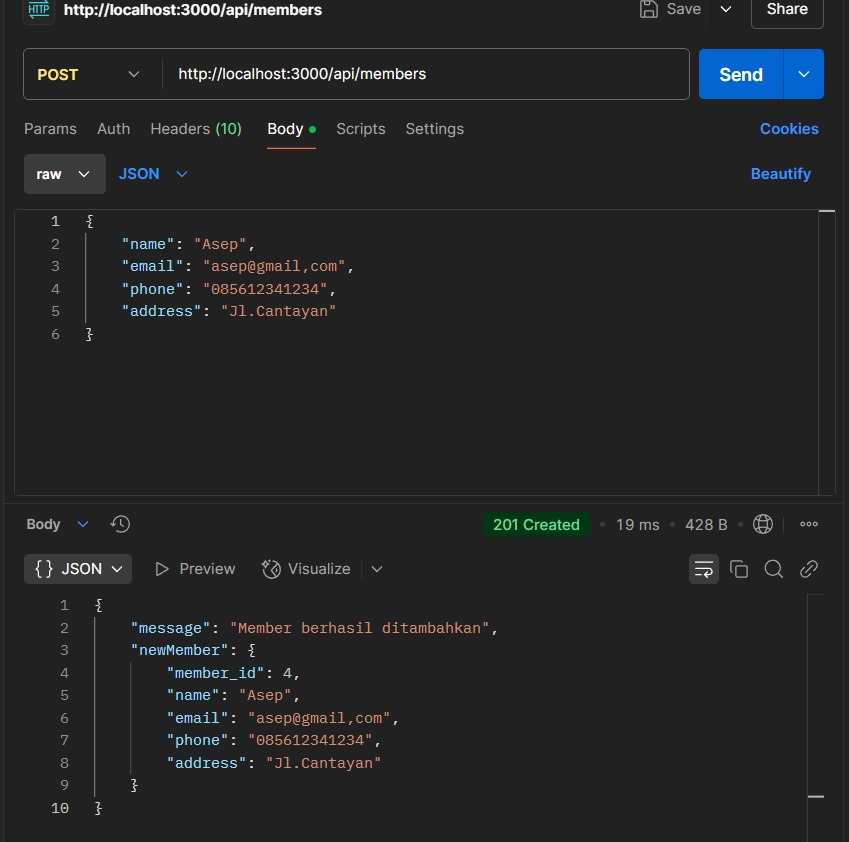 HTTP http://localhost:3000/api/members Save Share
POST http://localhost:3000/api/members Send
Params Auth Headers (10) Body Scripts Settings Cookies
raw JSON Beautify
1 {
2 "name": "Asep",
3 "email": "asep@gmail,com",
4 "phone": "085612341234",
5 "address": "Jl.Cantayan"
6 }
Body 201 Created • 19 ms • 428 B •
{} JSON Preview Visualize
1 {
2 "message": "Member berhasil ditambahkan",
3 "newMember": {
4 "member_id": 4,
5 "name": "Asep",
6 "email": "asep@gmail,com",
7 "phone": "085612341234",
8 "address": "Jl.Cantayan"
9 }
10 }